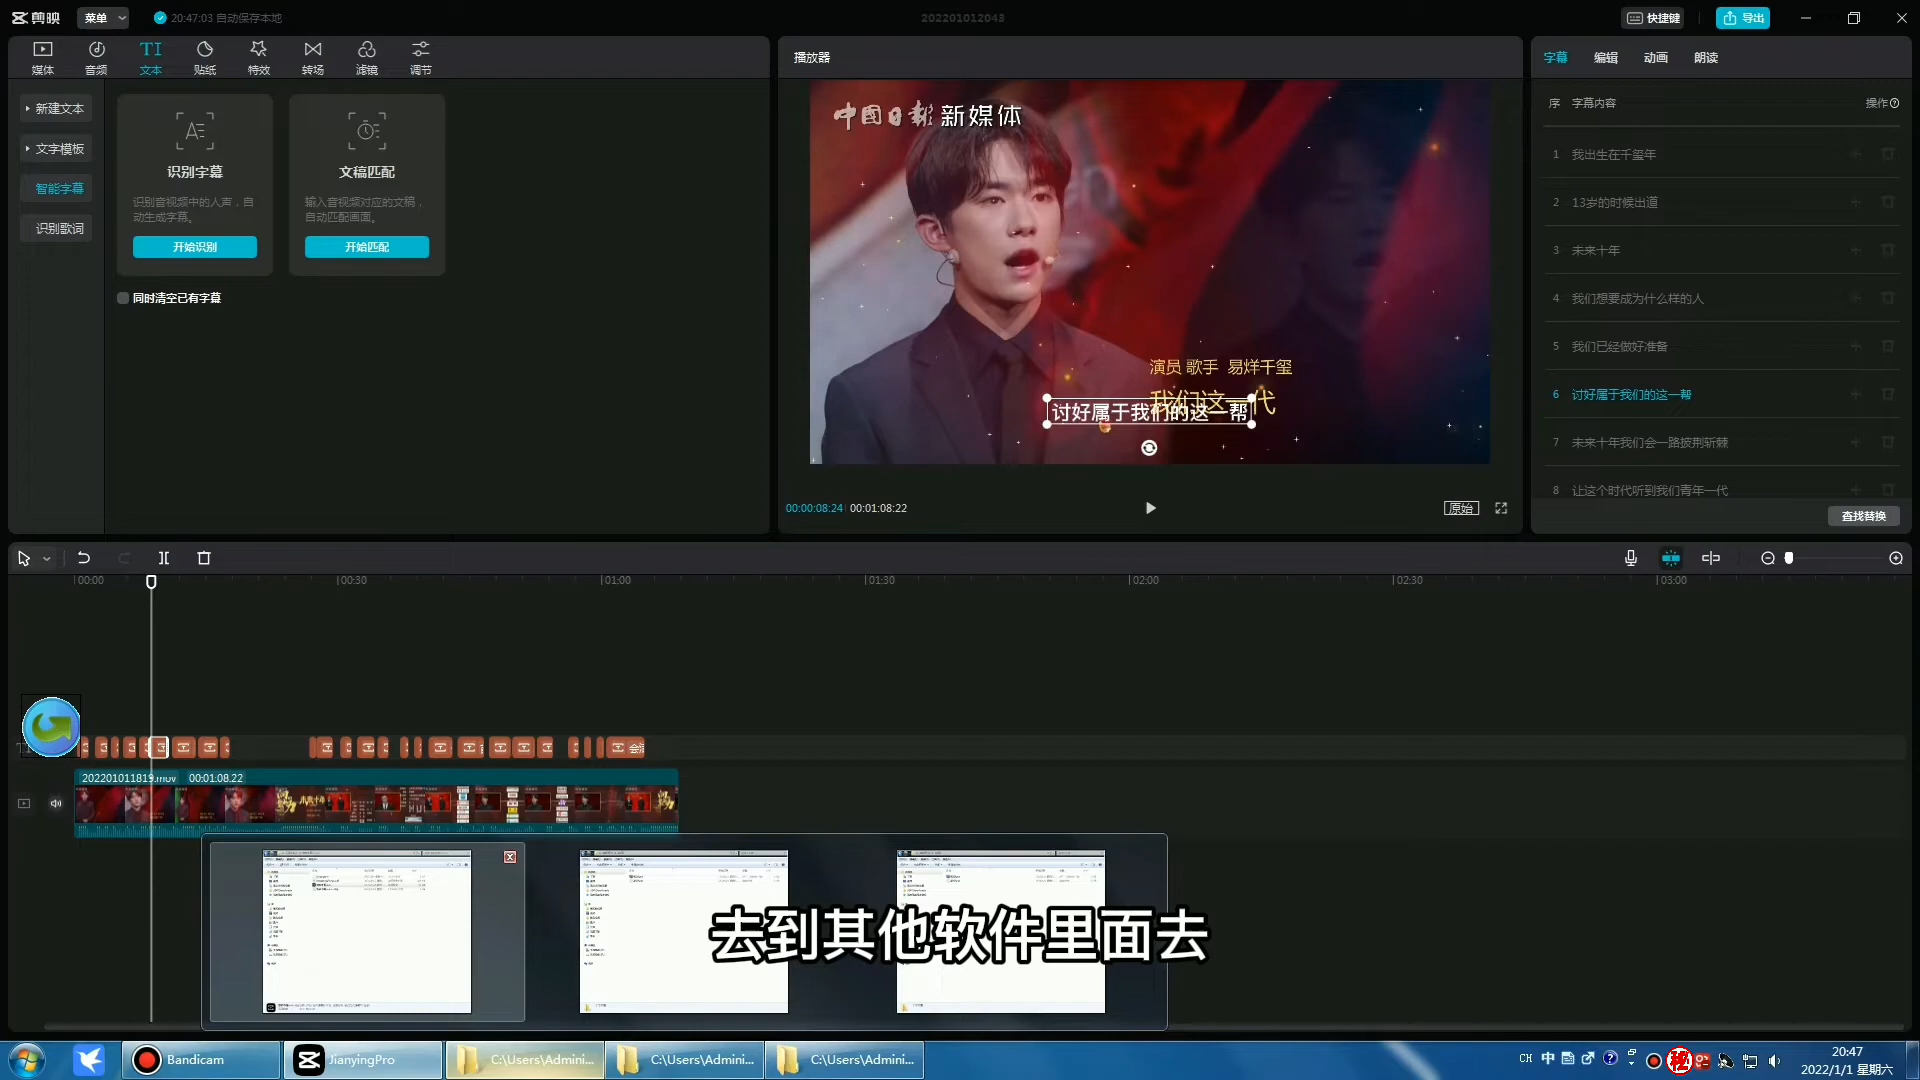 剪映
菜单
20:47:03 自动保存本地
202201012043
快捷键
导出
媒体
音频
TI
文本
贴纸
特效
转场
滤镜
调节
新建文本
文字模板
智能字幕
识别歌词
识别字幕
识别音视频中的人声，自
动生成字幕。
开始识别
文稿匹配
输入音视频对应的文稿，
自动匹配画面。
开始匹配
同时清空已有字幕
播放器
中國日報 新媒体
演员 歌手 易烊千玺
我们这一代
讨好属于我们的这一帮
00:00:08:24
00:01:08:22
原始
字幕
编辑
动画
朗读
序 字幕内容
操作
1 我出生在千玺年
2 13岁的时候出道
3 未来十年
4 我们想要成为什么样的人
5 我们已经做好准备
6 讨好属于我们的这一帮
7 未来十年我们会一路披荆斩棘
8 让这个时代听到我们青年一代
查找替换
00:00
00:30
01:00
01:30
02:00
02:30
03:00
202201011819.mov 00:01:08.22
去到其他软件里面去
Bandicam
JianyingPro
C:\Users\Admini...
C:\Users\Admini...
C:\Users\Admini...
CH 中
20:47
2022/1/1 星期六